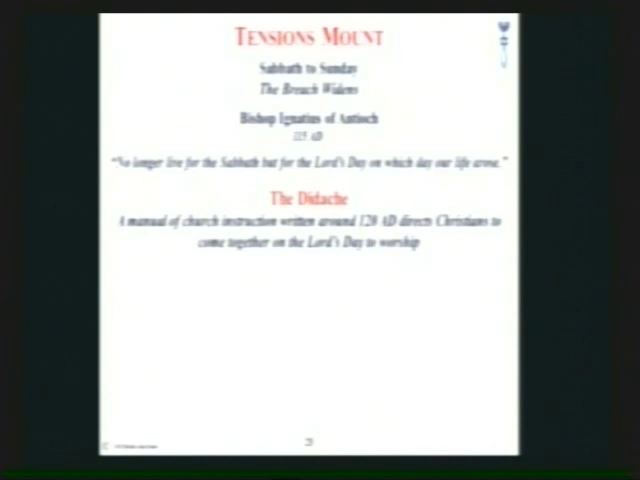 TENSIONS MOUNT
Sabbath to Sunday
The Breach Widens
Bishop Ignatius of Antioch
115 AD
"No longer live for the Sabbath but for the Lord's Day on which day our life arose."
The Didache
A manual of church instruction written around 120 AD directs Christians to
come together on the Lord's Day to worship